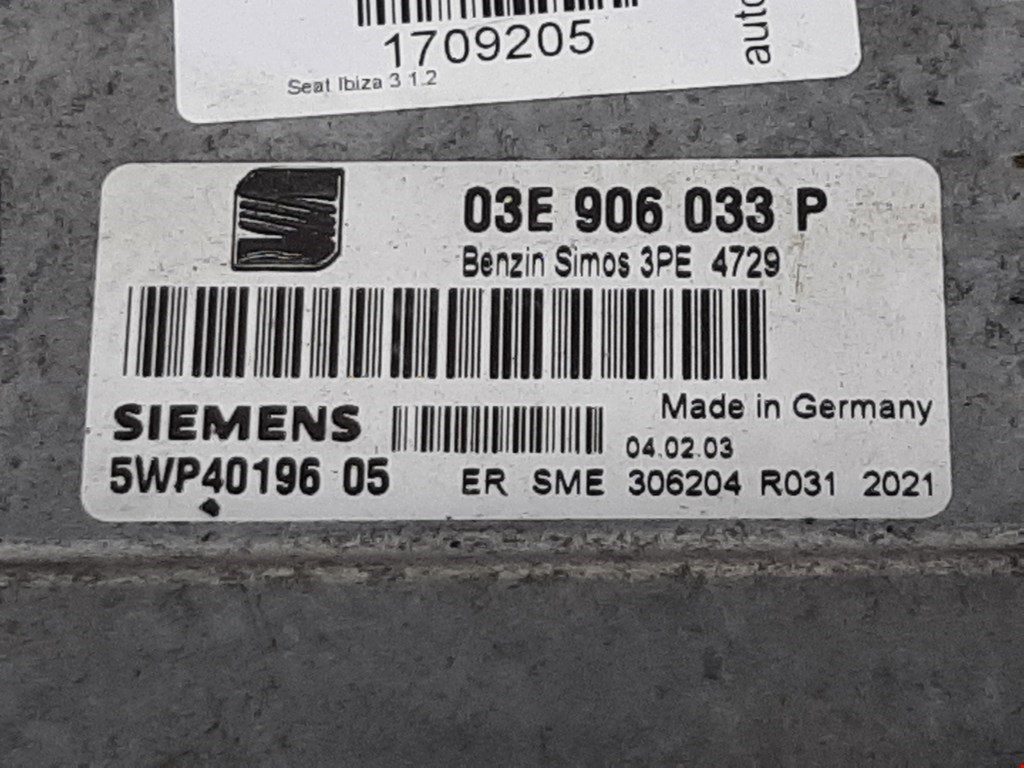 1709205
Seat Ibiza 3 1.2
auto
03E 906 033 P
Benzin Simos 3PE 4729
SIEMENS
Made in Germany
04.02.03
5WP40196 05
ER SME 306204 R031 2021